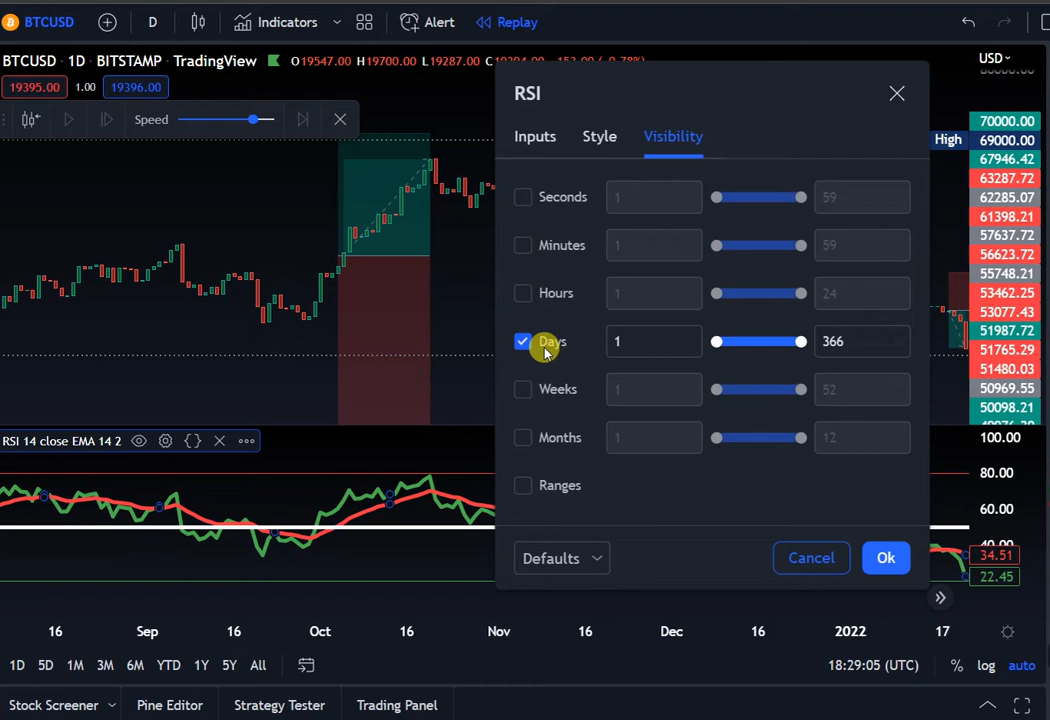 BTCUSD D Indicators Alert Replay
BTCUSD · 1D · BITSTAMP · TradingView O19547.00 H19700.00 L19287.00
19395.00 1.00 19396.00
Speed
USD
70000.00
High 69000.00
67946.42
63287.72
62285.07
61398.21
57637.72
56623.72
55748.21
53462.25
53077.43
51987.72
51765.29
51480.03
50969.55
50098.21
RSI
Inputs Style Visibility
Seconds 1 59
Minutes 1 59
Hours 1 24
Days 1 366
Weeks 1 52
Months 1 12
Ranges
Defaults Cancel Ok
RSI 14 close EMA 14 2
100.00
80.00
60.00
40.00
34.51
22.45
16 Sep 16 Oct 16 Nov 16 Dec 16 2022 17
1D 5D 1M 3M 6M YTD 1Y 5Y All 18:29:05 (UTC) % log auto
Stock Screener Pine Editor Strategy Tester Trading Panel